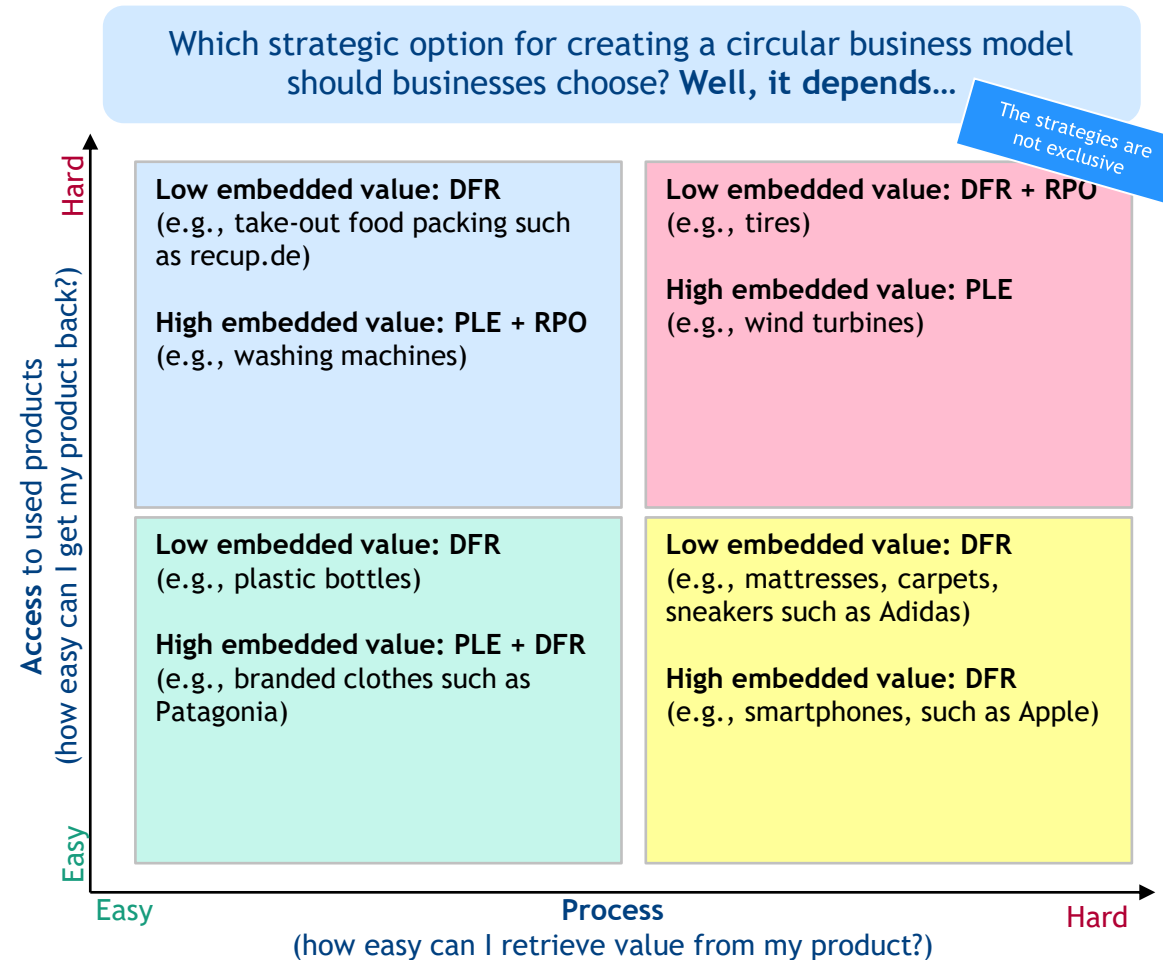 Which strategic option for creating a circular business model
should businesses choose? Well, it depends…
The strategies are
not exclusive
Hard
Access to used products
(how easy can I get my product back?)
Easy
Low embedded value: DFR
(e.g., take-out food packing such
as recup.de)
High embedded value: PLE + RPO
(e.g., washing machines)
Low embedded value: DFR + RPO
(e.g., tires)
High embedded value: PLE
(e.g., wind turbines)
Low embedded value: DFR
(e.g., plastic bottles)
High embedded value: PLE + DFR
(e.g., branded clothes such as
Patagonia)
Low embedded value: DFR
(e.g., mattresses, carpets,
sneakers such as Adidas)
High embedded value: DFR
(e.g., smartphones, such as Apple)
Easy
Process
Hard
(how easy can I retrieve value from my product?)